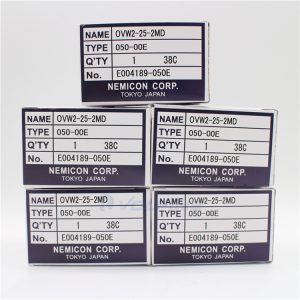 NAME OVW2-25-2MD
TYPE 050-00E
Q'TY 1 38C
No. E004189-050E
NEMICON CORP.
TOKYO JAPAN
NAME OVW2-25-2MD
TYPE 050-00E
Q'TY 1 38C
No. E004189-050E
NEMICON CORP.
TOKYO JAPAN
NAME OVW2-25-2MD
TYPE 050-00E
Q'TY 1 38C
No. E004189-050E
NEMICON CORP.
TOKYO JAPAN
NAME OVW2-25-2MD
TYPE 050-00E
Q'TY 1 38C
No. E004189-050E
NEMICON CORP.
TOKYO JAPAN
NAME OVW2-25-2MD
TYPE 050-00E
Q'TY 1 38C
No. E004189-050E
NEMICON CORP.
TOKYO JAPAN